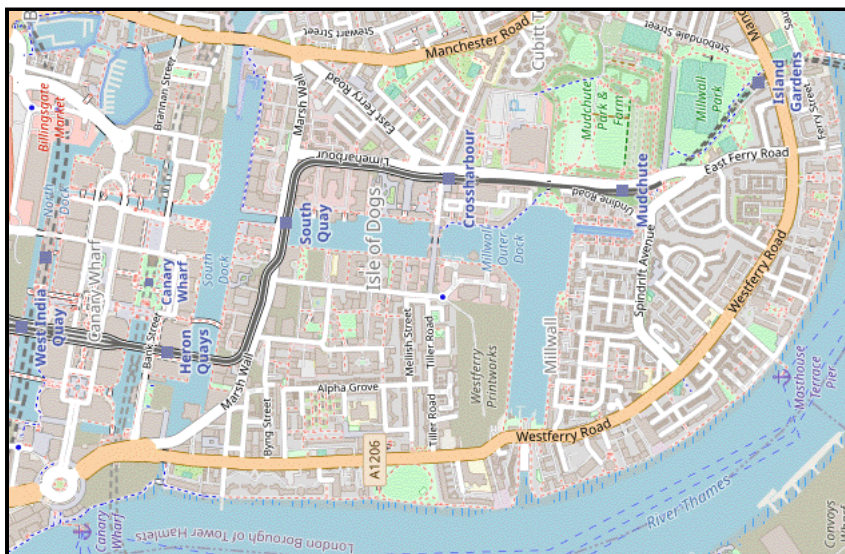 Stewart Street
Manchester Road
Cubitt T
Stebondale Street
Mano
San
Billingsgate
Market
Brannan Street
Marsh Wall
East Ferry Road
Mudchute
Park &
Farm
Millwall
Park
Island
Gardens
Ferry Street
North
Dock
Limeharbour
East Ferry Road
Undine Road
Mudchute
Crossharbour
West India
Quay
Canary Wharf
Canary
Wharf
South
Dock
South
Quay
Isle of Dogs
Millwall
Outer
Dock
Spindrift Avenue
Westferry Road
Bank Street
Heron
Quays
Marsh Wall
Mellish Street
Tiller Road
Alpha Grove
Byng Street
Tiller Road
Westferry
Printworks
Millwall
Westferry Road
A1206
Masthouse
Terrace
Pier
River Thames
Canary
Wharf
London Borough of Tower Hamlets
Convoys